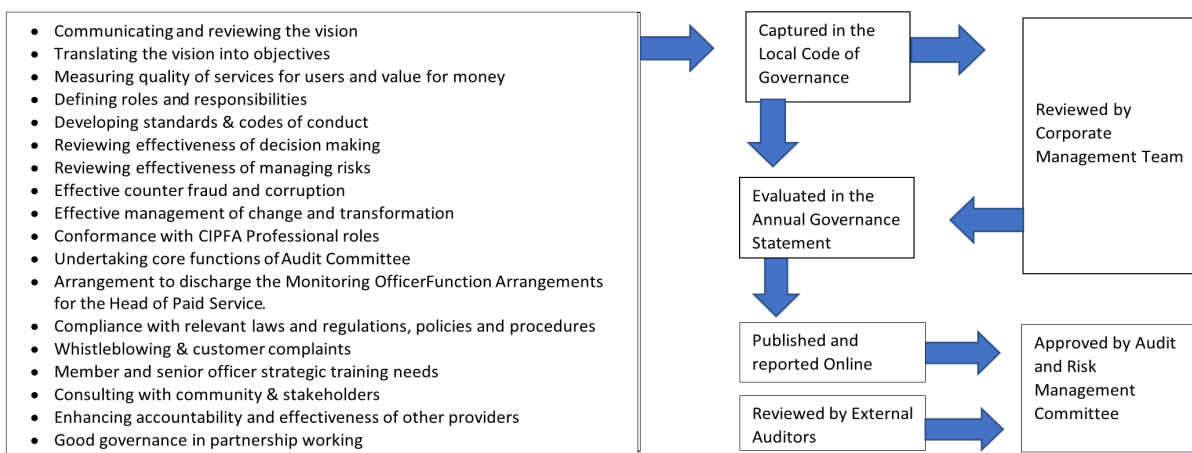 • Communicating and reviewing the vision
• Translating the vision into objectives
• Measuring quality of services for users and value for money
• Defining roles and responsibilities
• Developing standards & codes of conduct
• Reviewing effectiveness of decision making
• Reviewing effectiveness of managing risks
• Effective counter fraud and corruption
• Effective management of change and transformation
• Conformance with CIPFA Professional roles
• Undertaking core functions of Audit Committee
• Arrangement to discharge the Monitoring OfficerFunction Arrangements
for the Head of Paid Service.
• Compliance with relevant laws and regulations, policies and procedures
• Whistleblowing & customer complaints
• Member and senior officer strategic training needs
• Consulting with community & stakeholders
• Enhancing accountability and effectiveness of other providers
• Good governance in partnership working
Captured in the
Local Code of
Governance
Reviewed by
Corporate
Management Team
Evaluated in the
Annual Governance
Statement
Published and
reported Online
Approved by Audit
and Risk
Management
Committee
Reviewed by External
Auditors